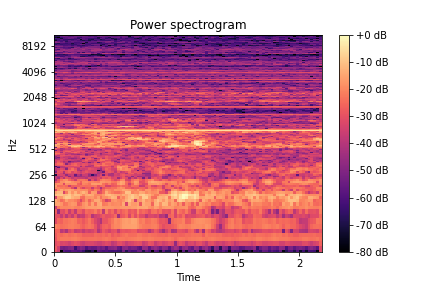 Power spectrogram
8192
4096
2048
1024
512
256
128
64
0
Hz
0
0.5
1
1.5
2
Time
+0 dB
-10 dB
-20 dB
-30 dB
-40 dB
-50 dB
-60 dB
-70 dB
-80 dB